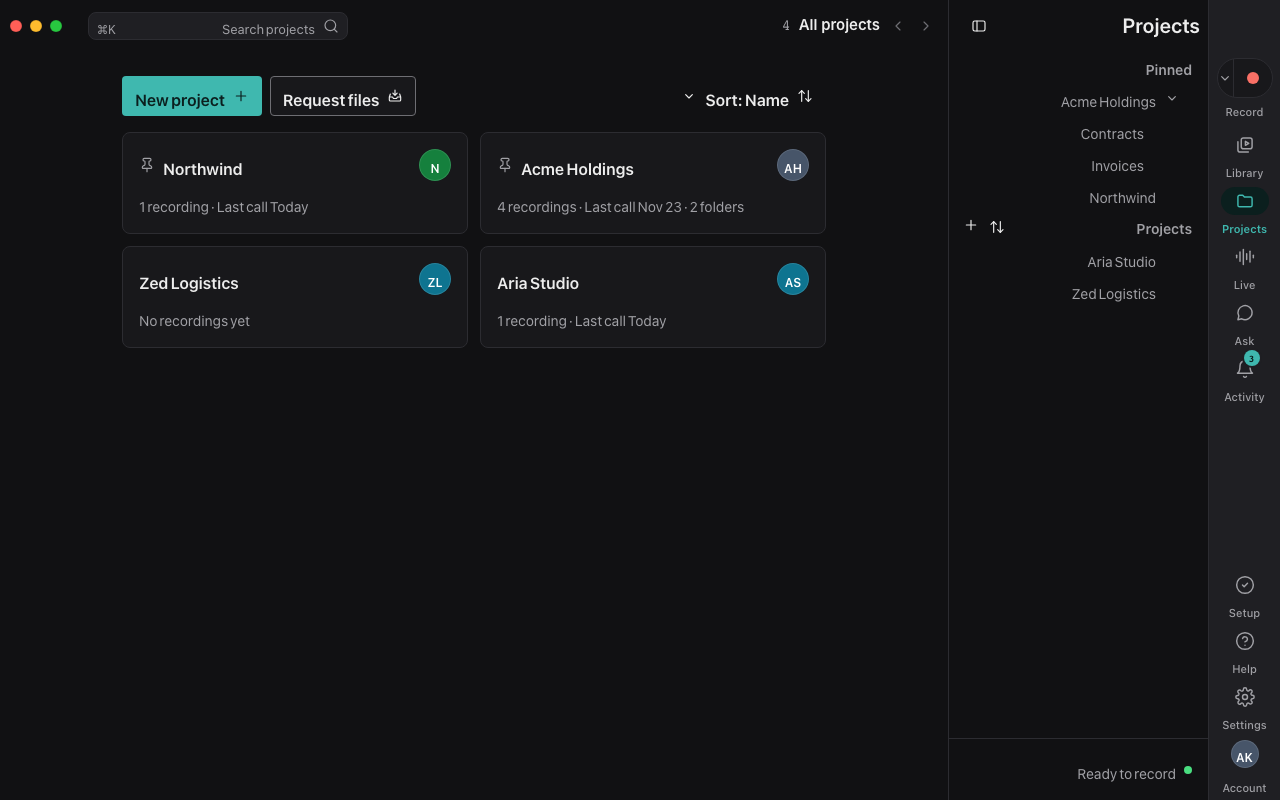 ⌘K Search projects
4 All projects
New project
Request files
Sort: Name
Northwind
N
1 recording · Last call Today
Acme Holdings
AH
4 recordings · Last call Nov 23 · 2 folders
Zed Logistics
ZL
No recordings yet
Aria Studio
AS
1 recording · Last call Today
Projects
Pinned
Acme Holdings
Contracts
Invoices
Northwind
Projects
Aria Studio
Zed Logistics
Ready to record
Record
Library
Projects
Live
Ask
3
Activity
Setup
Help
Settings
AK
Account